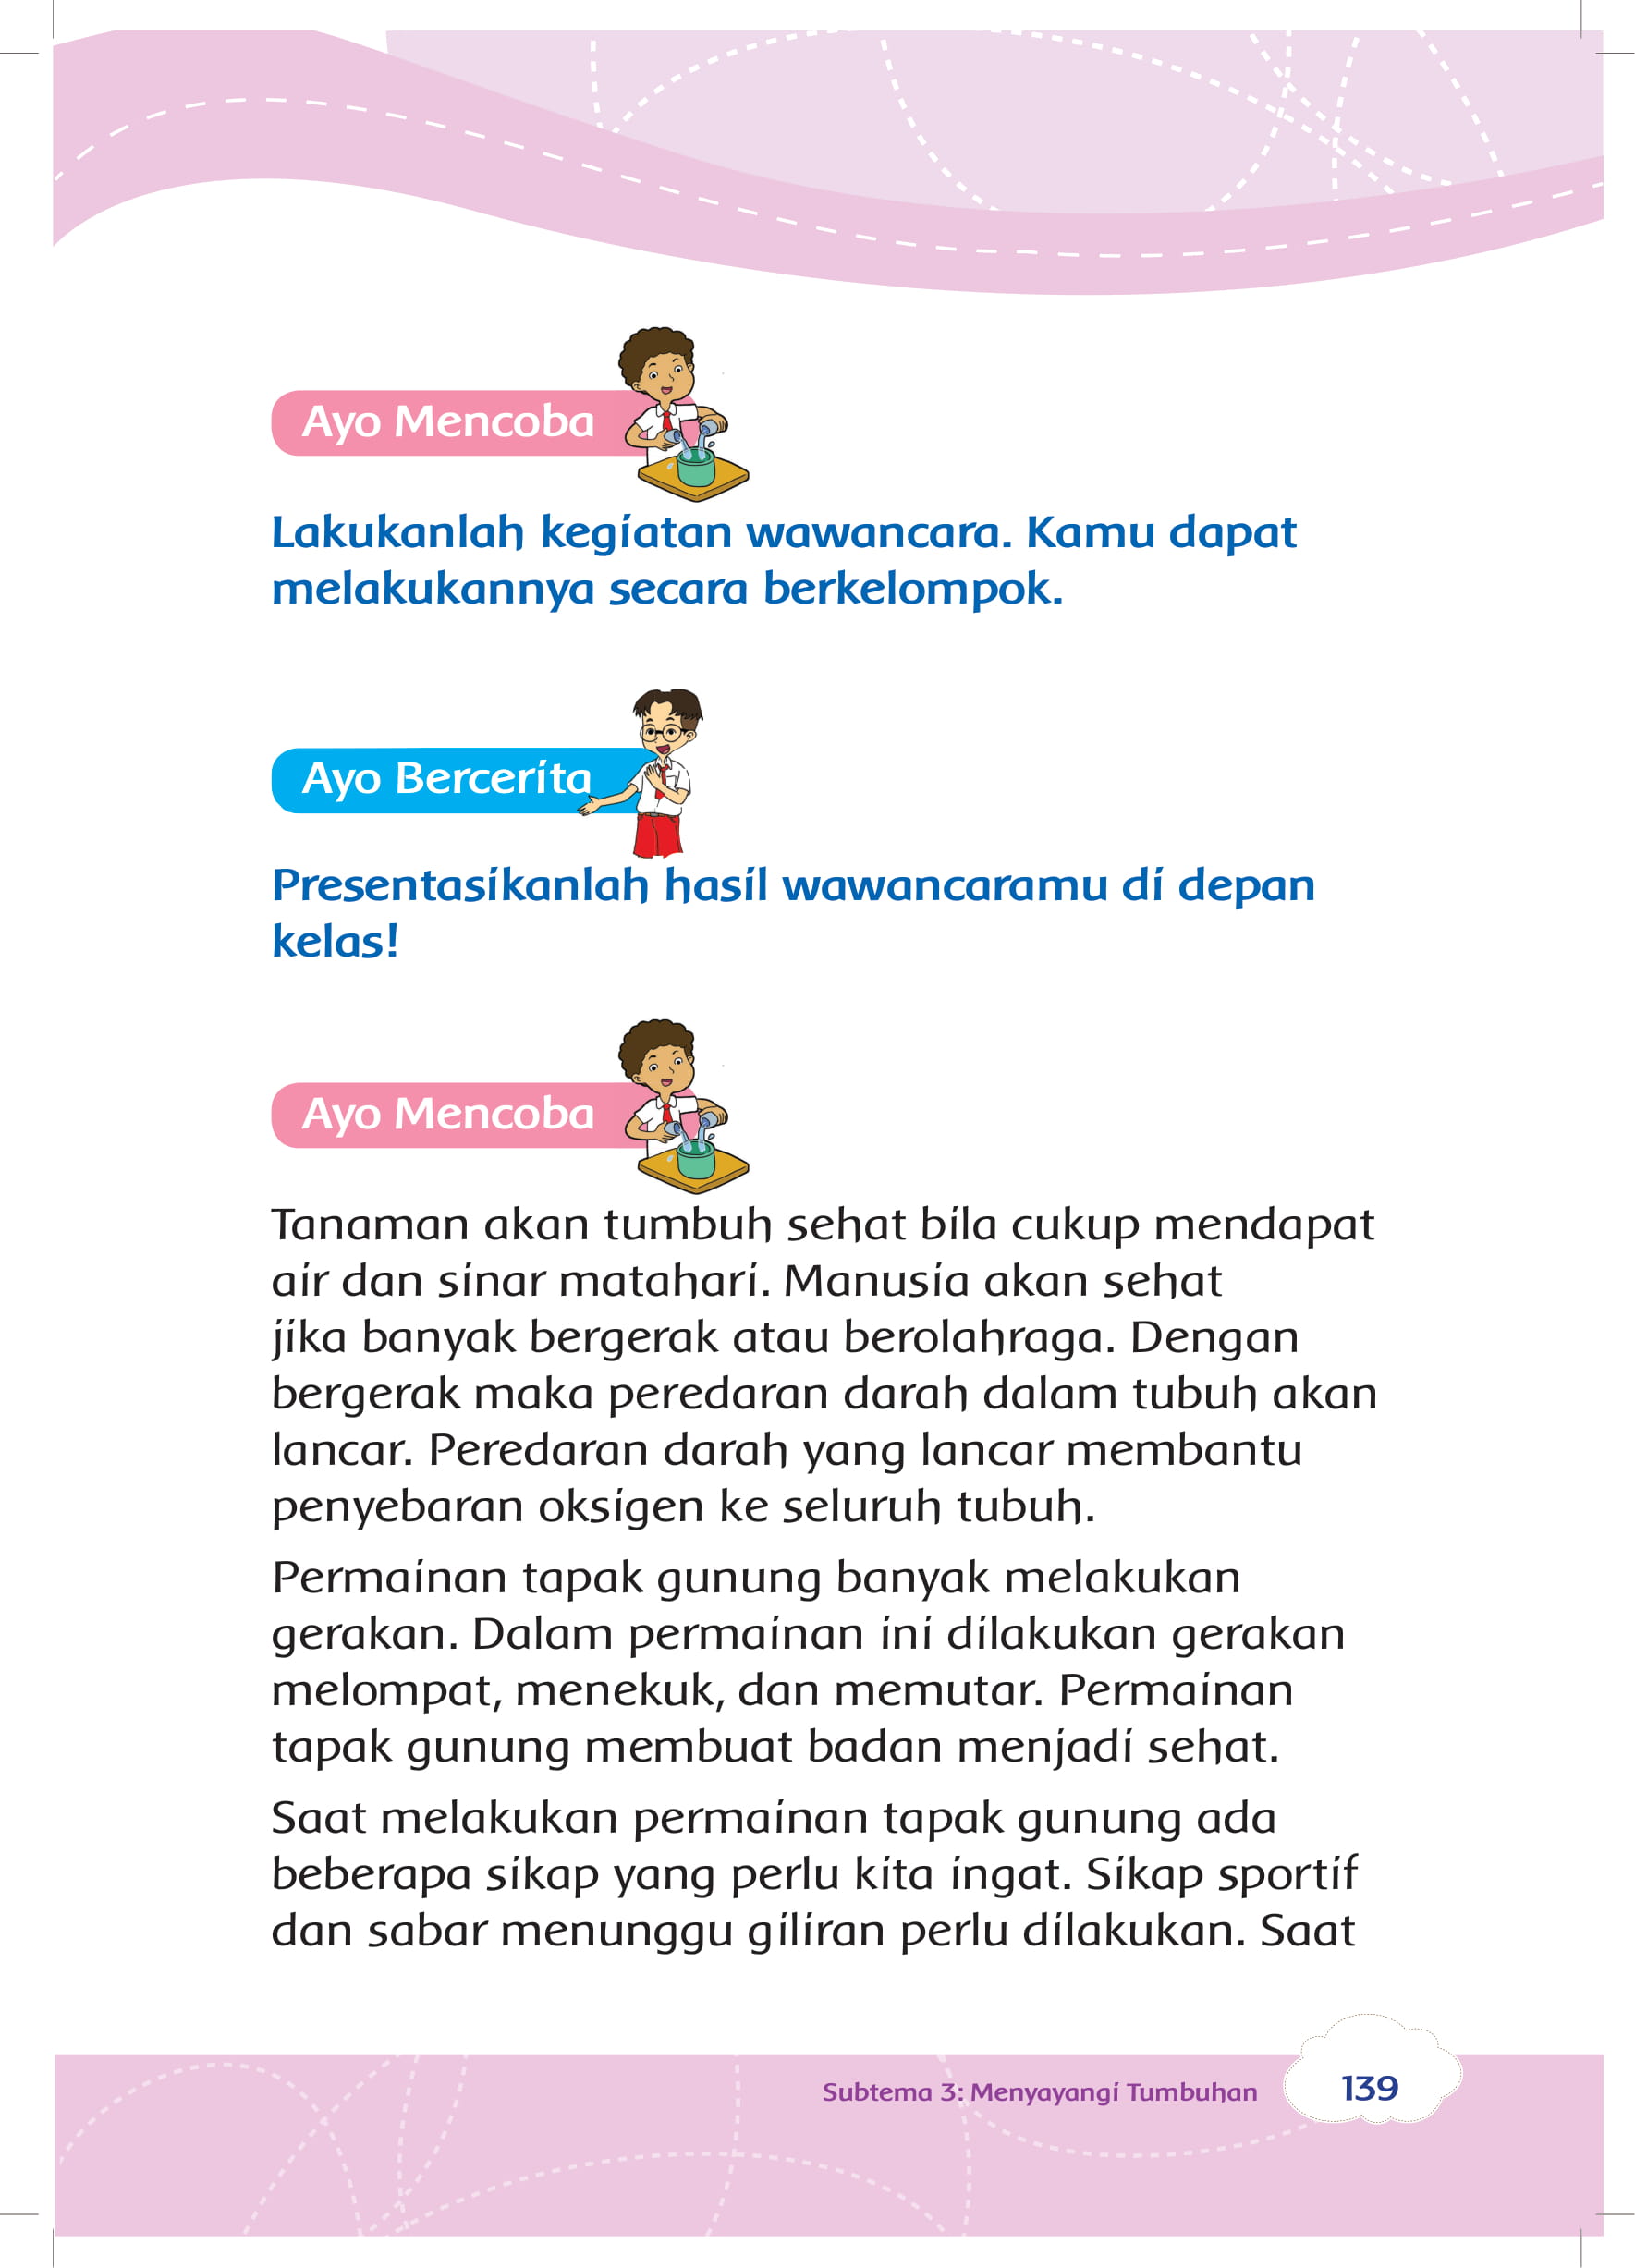 Ayo Mencoba
Lakukanlah kegiatan wawancara. Kamu dapat
melakukannya secara berkelompok.
Ayo Bercerita
Presentasikanlah hasil wawancaramu di depan
kelas!
Ayo Mencoba
Tanaman akan tumbuh sehat bila cukup mendapat
air dan sinar matahari. Manusia akan sehat
jika banyak bergerak atau berolahraga. Dengan
bergerak maka peredaran darah dalam tubuh akan
lancar. Peredaran darah yang lancar membantu
penyebaran oksigen ke seluruh tubuh.
Permainan tapak gunung banyak melakukan
gerakan. Dalam permainan ini dilakukan gerakan
melompat, menekuk, dan memutar. Permainan
tapak gunung membuat badan menjadi sehat.
Saat melakukan permainan tapak gunung ada
beberapa sikap yang perlu kita ingat. Sikap sportif
dan sabar menunggu giliran perlu dilakukan. Saat
Subtema 3: Menyayangi Tumbuhan
139